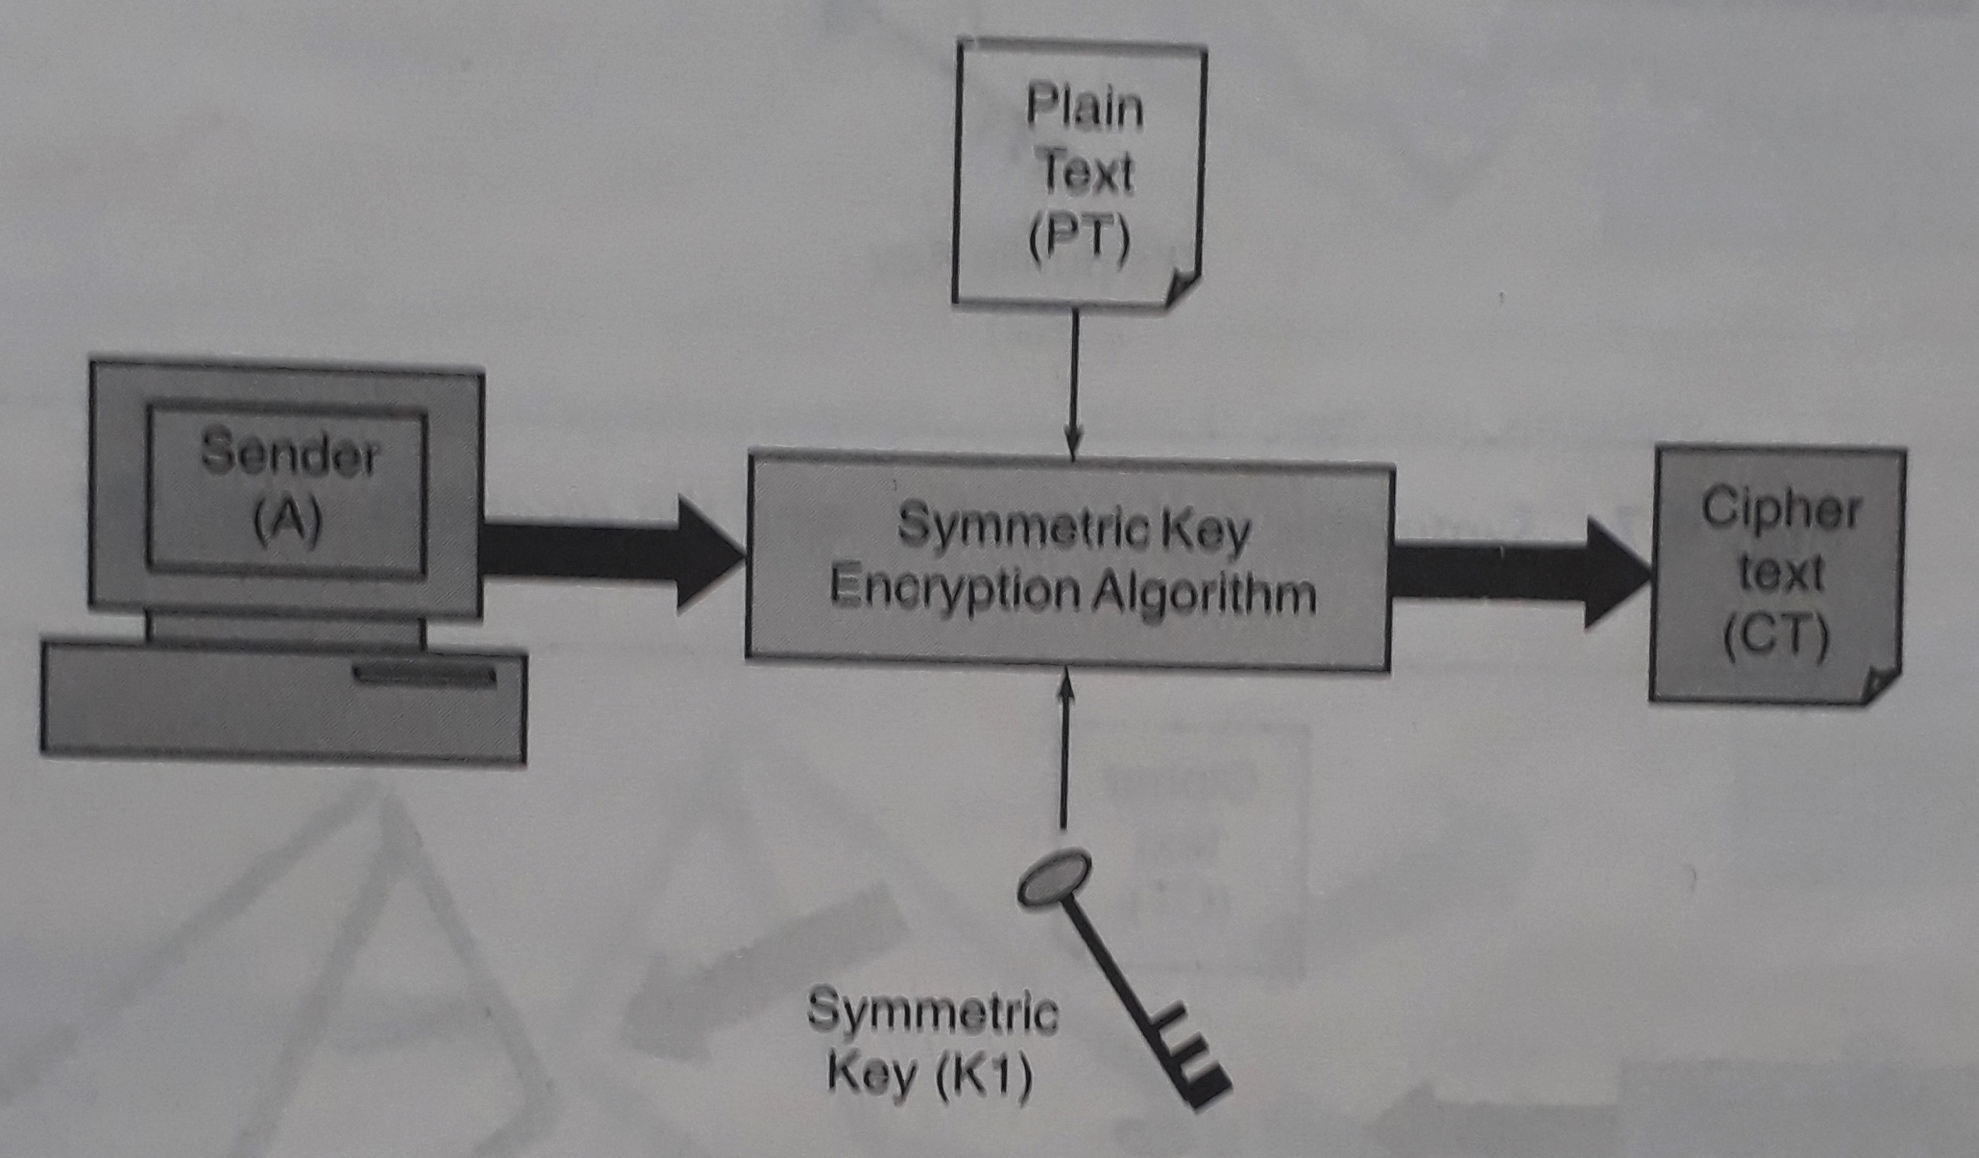 Plain
Text
(PT)
Sender
(A)
Symmetric Key
Encryption Algorithm
Cipher
text
(CT)
Symmetric
Key (K1)